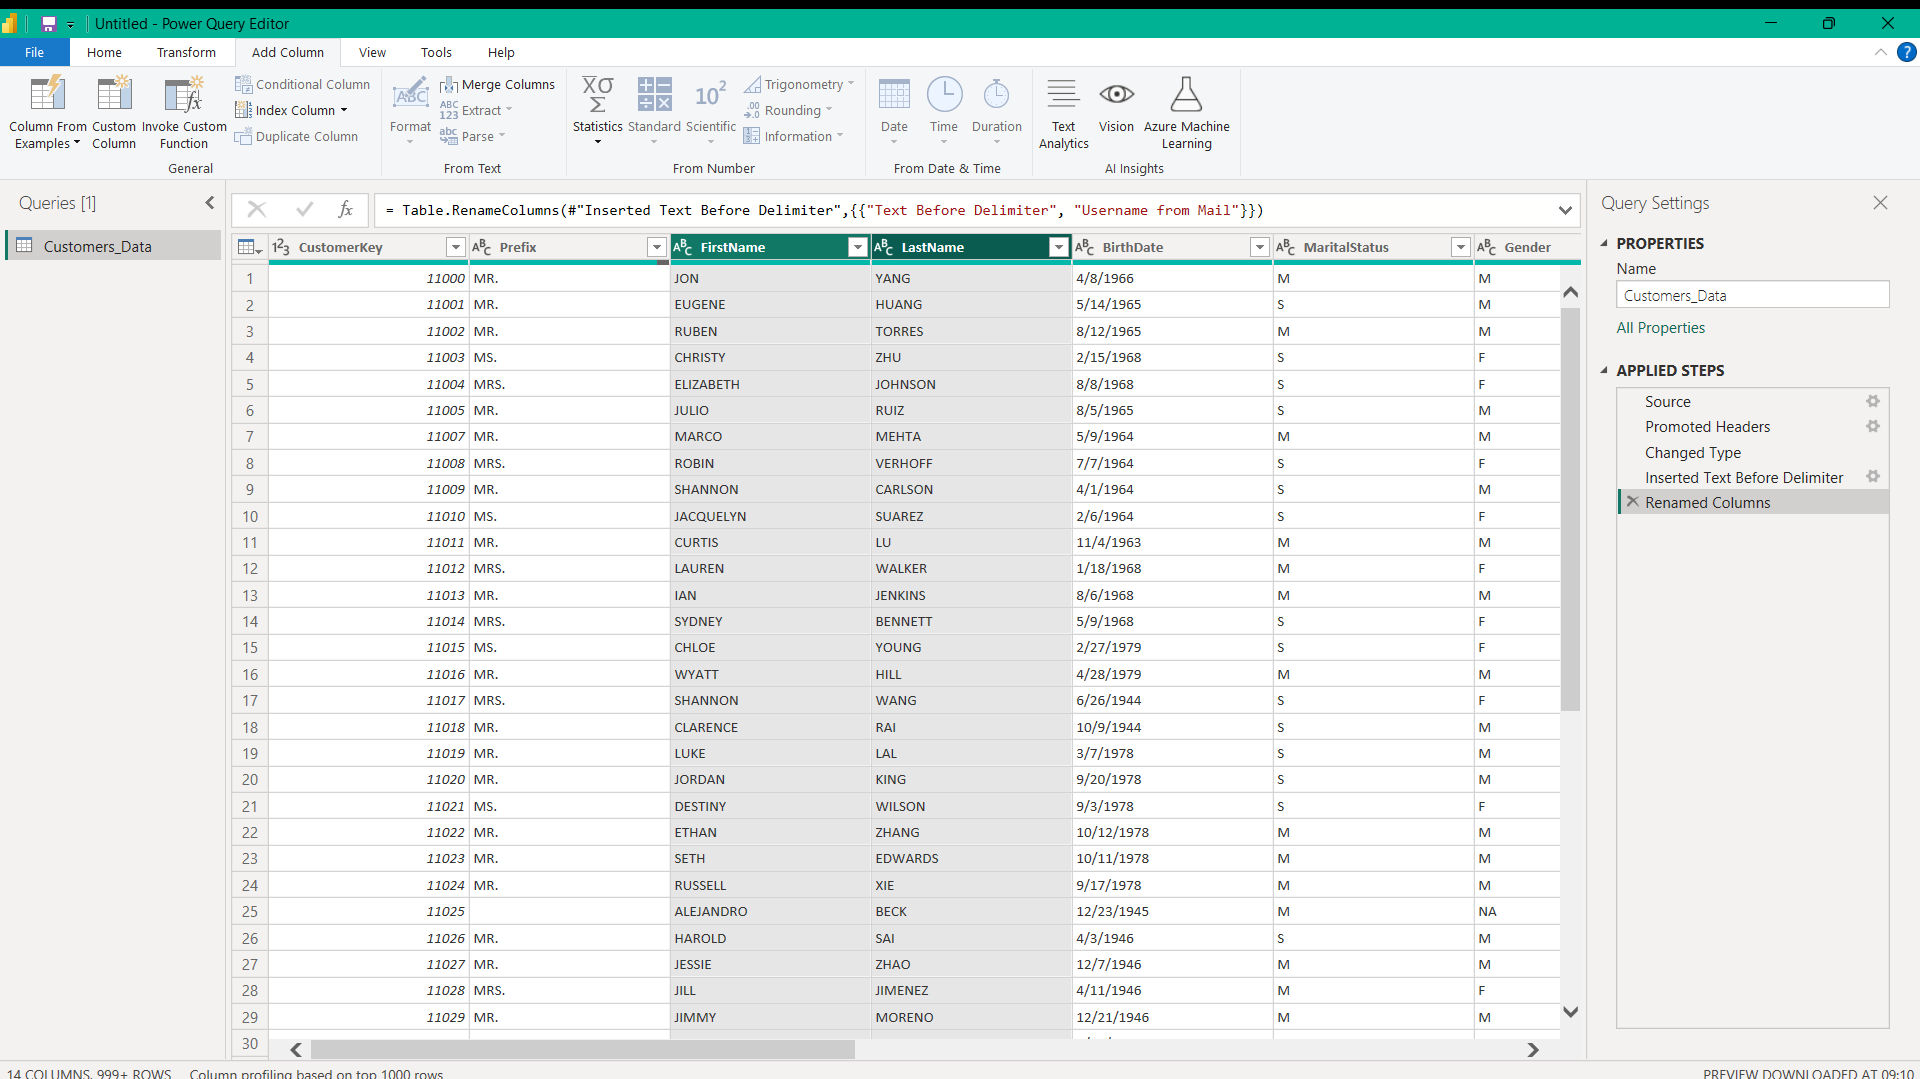 Untitled - Power Query Editor
File Home Transform Add Column View Tools Help
Column From Examples
Custom Column
Invoke Custom Function
Conditional Column
Index Column
Duplicate Column
General
Format
Merge Columns
Extract
Parse
From Text
Statistics
Standard
Scientific
Trigonometry
Rounding
Information
From Number
Date
Time
Duration
From Date & Time
Text Analytics
Vision
Azure Machine Learning
AI Insights
Queries [1]
Customers_Data
= Table.RenameColumns(#"Inserted Text Before Delimiter",{{"Text Before Delimiter", "Username from Mail"}})
CustomerKey Prefix FirstName LastName BirthDate MaritalStatus Gender
1 11000 MR. JON YANG 4/8/1966 M M
2 11001 MR. EUGENE HUANG 5/14/1965 S M
3 11002 MR. RUBEN TORRES 8/12/1965 M M
4 11003 MS. CHRISTY ZHU 2/15/1968 S F
5 11004 MRS. ELIZABETH JOHNSON 8/8/1968 S F
6 11005 MR. JULIO RUIZ 8/5/1965 S M
7 11007 MR. MARCO MEHTA 5/9/1964 M M
8 11008 MRS. ROBIN VERHOFF 7/7/1964 S F
9 11009 MR. SHANNON CARLSON 4/1/1964 S M
10 11010 MS. JACQUELYN SUAREZ 2/6/1964 S F
11 11011 MR. CURTIS LU 11/4/1963 M M
12 11012 MRS. LAUREN WALKER 1/18/1968 M F
13 11013 MR. IAN JENKINS 8/6/1968 M M
14 11014 MRS. SYDNEY BENNETT 5/9/1968 S F
15 11015 MS. CHLOE YOUNG 2/27/1979 S F
16 11016 MR. WYATT HILL 4/28/1979 M M
17 11017 MRS. SHANNON WANG 6/26/1944 S F
18 11018 MR. CLARENCE RAI 10/9/1944 S M
19 11019 MR. LUKE LAL 3/7/1978 S M
20 11020 MR. JORDAN KING 9/20/1978 S M
21 11021 MS. DESTINY WILSON 9/3/1978 S F
22 11022 MR. ETHAN ZHANG 10/12/1978 M M
23 11023 MR. SETH EDWARDS 10/11/1978 M M
24 11024 MR. RUSSELL XIE 9/17/1978 M M
25 11025 ALEJANDRO BECK 12/23/1945 M NA
26 11026 MR. HAROLD SAI 4/3/1946 S M
27 11027 MR. JESSIE ZHAO 12/7/1946 M M
28 11028 MRS. JILL JIMENEZ 4/11/1946 M F
29 11029 MR. JIMMY MORENO 12/21/1946 M M
30
Query Settings
PROPERTIES
Name
Customers_Data
All Properties
APPLIED STEPS
Source
Promoted Headers
Changed Type
Inserted Text Before Delimiter
Renamed Columns
14 COLUMNS, 999+ ROWS Column profiling based on top 1000 rows
PREVIEW DOWNLOADED AT 09:10